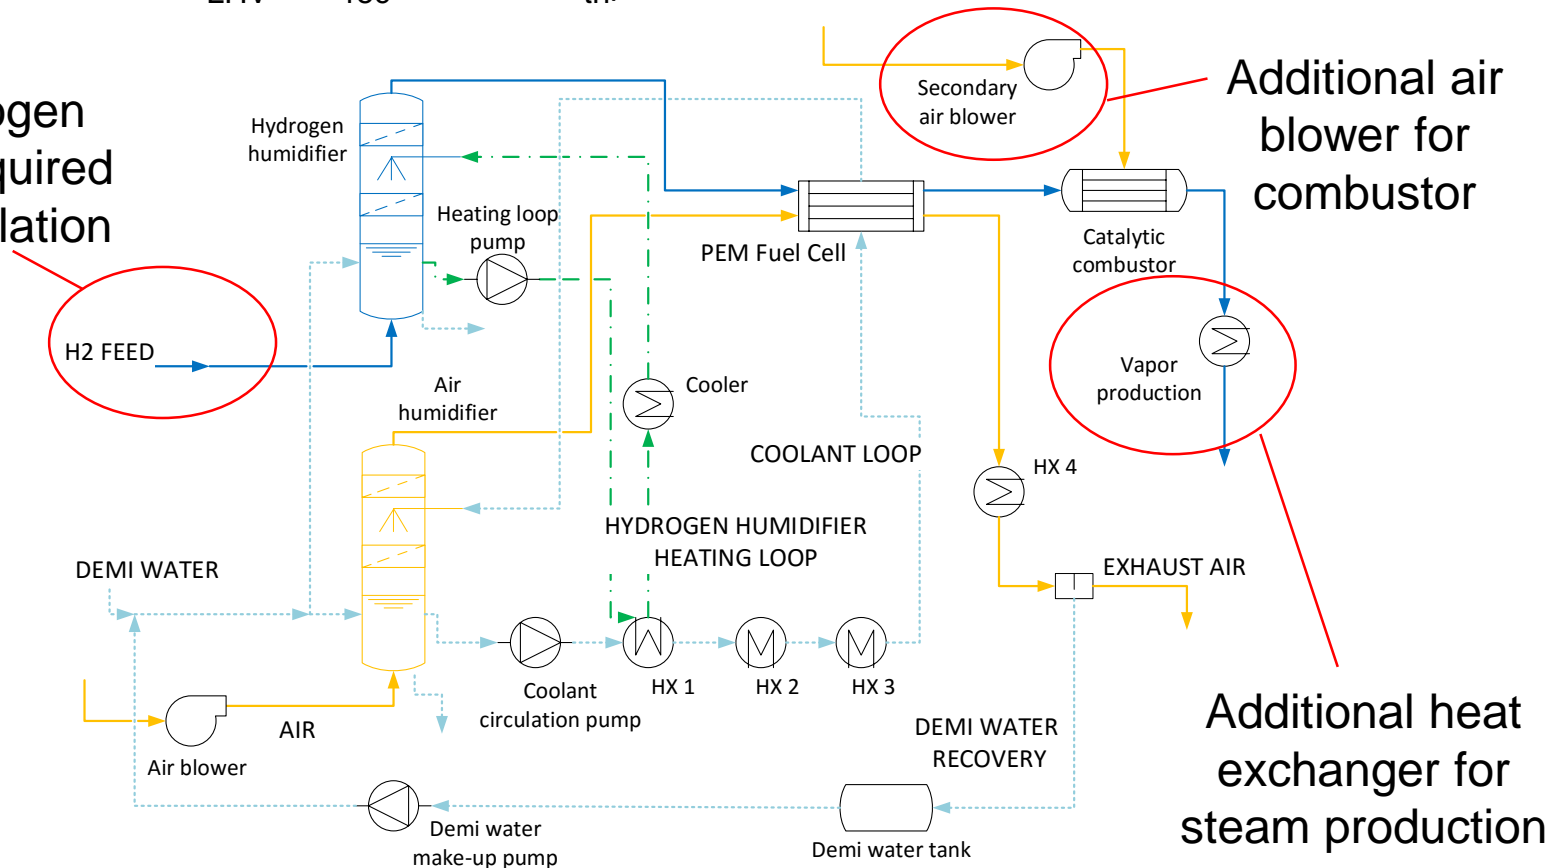 Additional air
blower for
combustor
Secondary
air blower
Hydrogen
humidifier
Heating loop
pump
PEM Fuel Cell
Catalytic
combustor
H2 FEED
Vapor
production
Air
humidifier
Cooler
COOLANT LOOP
HX 4
HYDROGEN HUMIDIFIER
HEATING LOOP
DEMI WATER
EXHAUST AIR
HX 1
HX 2
HX 3
Coolant
circulation pump
AIR
Air blower
DEMI WATER
RECOVERY
Additional heat
exchanger for
steam production
Demi water
make-up pump
Demi water tank